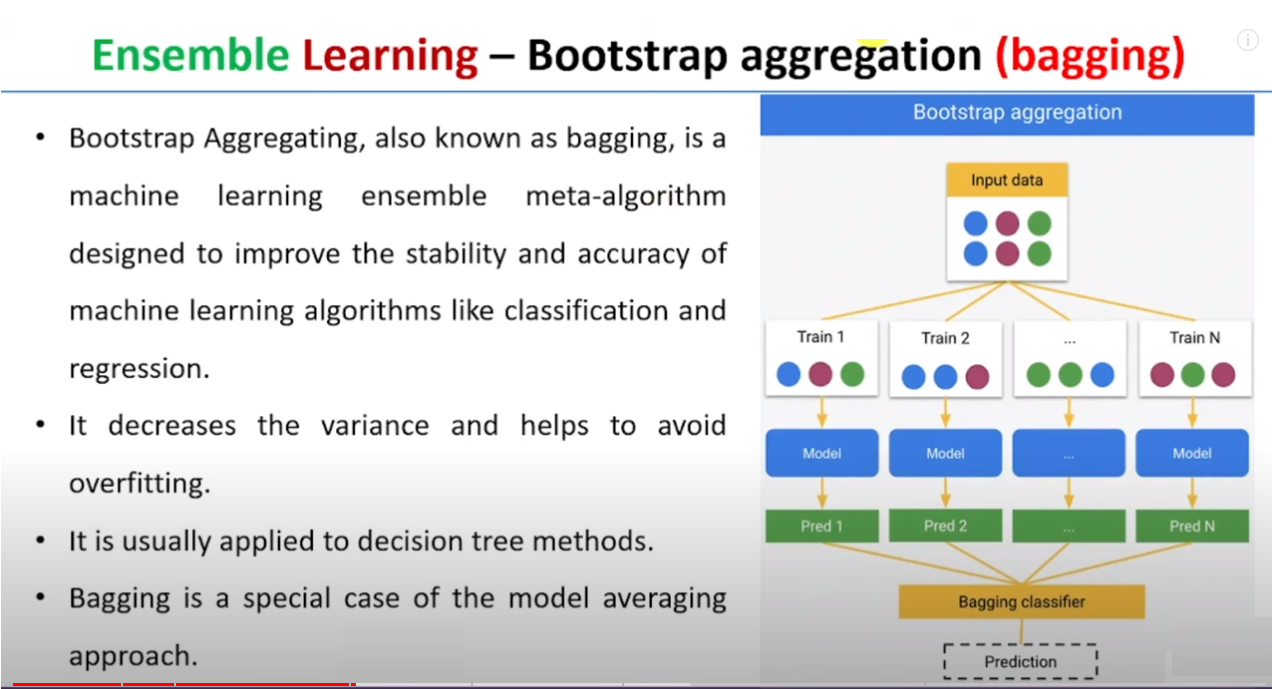 Ensemble Learning – Bootstrap aggregation (bagging)
• Bootstrap Aggregating, also known as bagging, is a
machine learning ensemble meta-algorithm
designed to improve the stability and accuracy of
machine learning algorithms like classification and
regression.
• It decreases the variance and helps to avoid
overfitting.
• It is usually applied to decision tree methods.
• Bagging is a special case of the model averaging
approach.
Bootstrap aggregation
Input data
Train 1 Train 2 ... Train N
Model Model ... Model
Pred 1 Pred 2 ... Pred N
Bagging classifier
Prediction